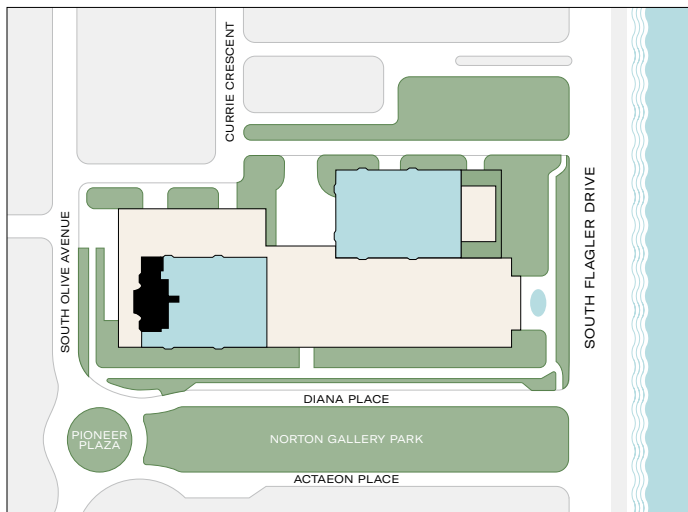 CURRIE CRESCENT
SOUTH OLIVE AVENUE
SOUTH FLAGLER DRIVE
DIANA PLACE
PIONEER
PLAZA
NORTON GALLERY PARK
ACTAEON PLACE